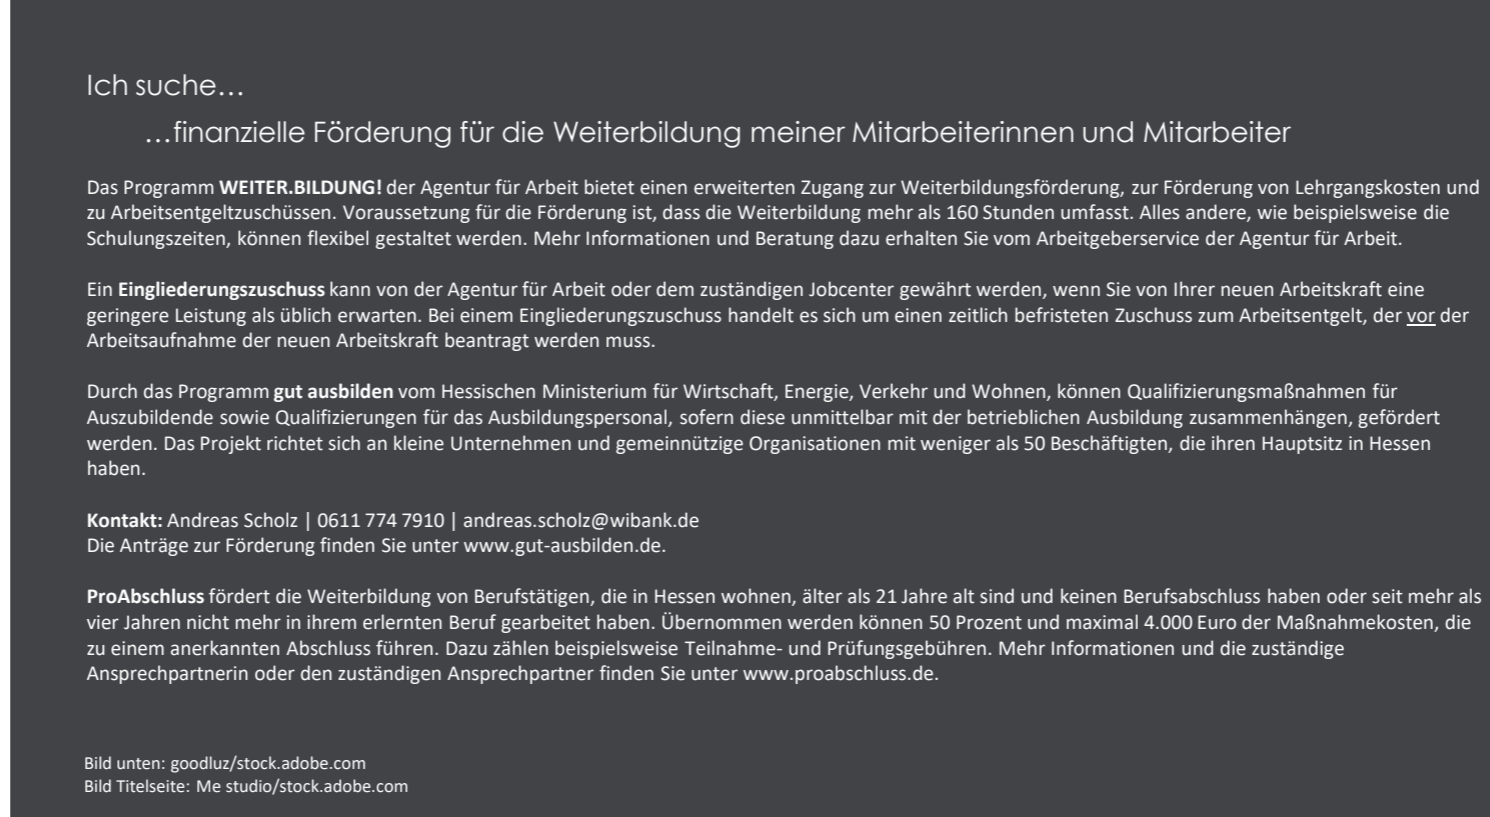 Ich suche…
…finanzielle Förderung für die Weiterbildung meiner Mitarbeiterinnen und Mitarbeiter
Das Programm WEITER.BILDUNG! der Agentur für Arbeit bietet einen erweiterten Zugang zur Weiterbildungsförderung, zur Förderung von Lehrgangskosten und
zu Arbeitsentgeltzuschüssen. Voraussetzung für die Förderung ist, dass die Weiterbildung mehr als 160 Stunden umfasst. Alles andere, wie beispielsweise die
Schulungszeiten, können flexibel gestaltet werden. Mehr Informationen und Beratung dazu erhalten Sie vom Arbeitgeberservice der Agentur für Arbeit.
Ein Eingliederungszuschuss kann von der Agentur für Arbeit oder dem zuständigen Jobcenter gewährt werden, wenn Sie von Ihrer neuen Arbeitskraft eine
geringere Leistung als üblich erwarten. Bei einem Eingliederungszuschuss handelt es sich um einen zeitlich befristeten Zuschuss zum Arbeitsentgelt, der vor der
Arbeitsaufnahme der neuen Arbeitskraft beantragt werden muss.
Durch das Programm gut ausbilden vom Hessischen Ministerium für Wirtschaft, Energie, Verkehr und Wohnen, können Qualifizierungsmaßnahmen für
Auszubildende sowie Qualifizierungen für das Ausbildungspersonal, sofern diese unmittelbar mit der betrieblichen Ausbildung zusammenhängen, gefördert
werden. Das Projekt richtet sich an kleine Unternehmen und gemeinnützige Organisationen mit weniger als 50 Beschäftigten, die ihren Hauptsitz in Hessen
haben.
Kontakt: Andreas Scholz | 0611 774 7910 | andreas.scholz@wibank.de
Die Anträge zur Förderung finden Sie unter www.gut-ausbilden.de.
ProAbschluss fördert die Weiterbildung von Berufstätigen, die in Hessen wohnen, älter als 21 Jahre alt sind und keinen Berufsabschluss haben oder seit mehr als
vier Jahren nicht mehr in ihrem erlernten Beruf gearbeitet haben. Übernommen werden können 50 Prozent und maximal 4.000 Euro der Maßnahmekosten, die
zu einem anerkannten Abschluss führen. Dazu zählen beispielsweise Teilnahme- und Prüfungsgebühren. Mehr Informationen und die zuständige
Ansprechpartnerin oder den zuständigen Ansprechpartner finden Sie unter www.proabschluss.de.
Bild unten: goodluz/stock.adobe.com
Bild Titelseite: Me studio/stock.adobe.com